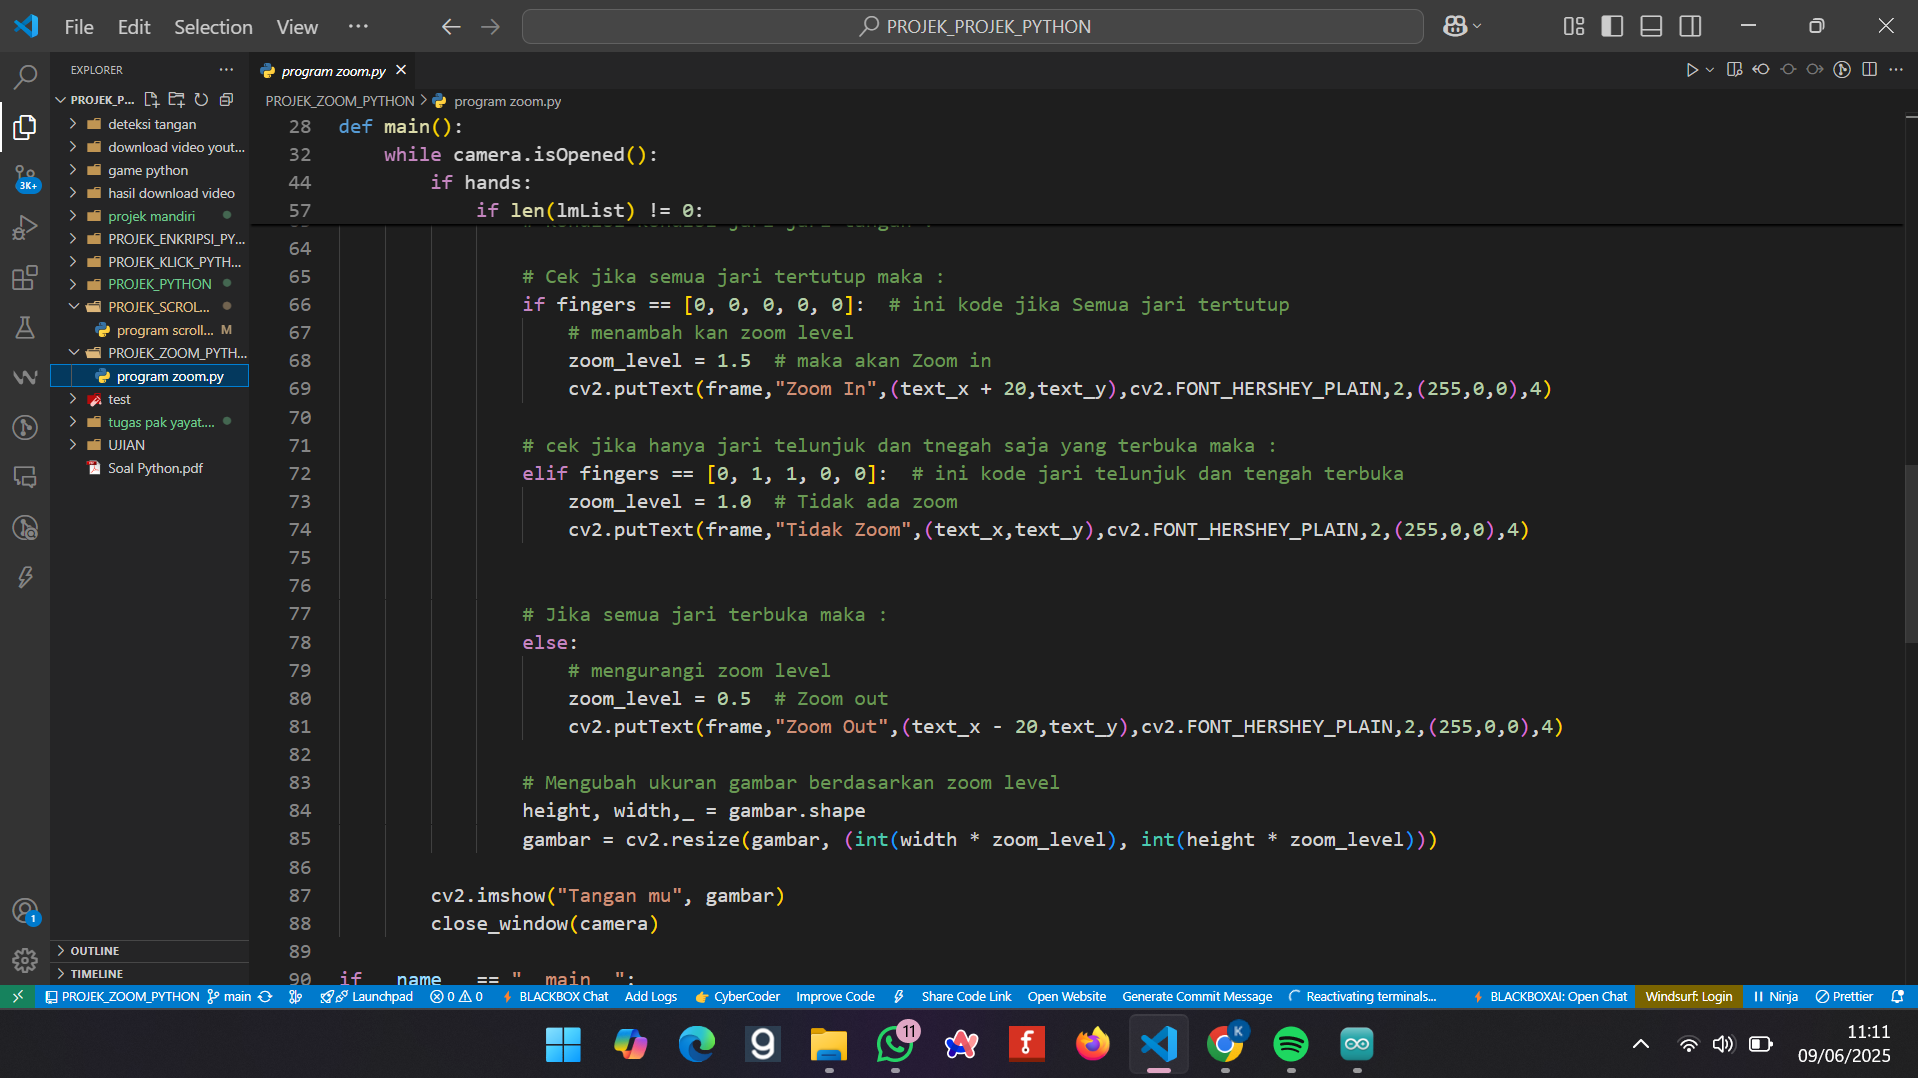 File Edit Selection View ···
PROJEK_PROJEK_PYTHON
EXPLORER ···
PROJEK_P...
deteksi tangan
download video yout...
game python
hasil download video
projek mandiri
PROJEK_ENKRIPSI_PY...
PROJEK_KLICK_PYTH...
PROJEK_PYTHON
PROJEK_SCROL...
program scroll... M
PROJEK_ZOOM_PYTH...
program zoom.py
test
tugas pak yayat....
UJIAN
Soal Python.pdf
OUTLINE
TIMELINE
3K+
1
program zoom.py
PROJEK_ZOOM_PYTHON > program zoom.py
28 def main():
32 while camera.isOpened():
44 if hands:
57 if len(lmList) != 0:
64
65 # Cek jika semua jari tertutup maka :
66 if fingers == [0, 0, 0, 0, 0]: # ini kode jika Semua jari tertutup
67 # menambah kan zoom level
68 zoom_level = 1.5 # maka akan Zoom in
69 cv2.putText(frame,"Zoom In",(text_x + 20,text_y),cv2.FONT_HERSHEY_PLAIN,2,(255,0,0),4)
70
71 # cek jika hanya jari telunjuk dan tnegah saja yang terbuka maka :
72 elif fingers == [0, 1, 1, 0, 0]: # ini kode jari telunjuk dan tengah terbuka
73 zoom_level = 1.0 # Tidak ada zoom
74 cv2.putText(frame,"Tidak Zoom",(text_x,text_y),cv2.FONT_HERSHEY_PLAIN,2,(255,0,0),4)
75
76
77 # Jika semua jari terbuka maka :
78 else:
79 # mengurangi zoom level
80 zoom_level = 0.5 # Zoom out
81 cv2.putText(frame,"Zoom Out",(text_x - 20,text_y),cv2.FONT_HERSHEY_PLAIN,2,(255,0,0),4)
82
83 # Mengubah ukuran gambar berdasarkan zoom level
84 height, width,_ = gambar.shape
85 gambar = cv2.resize(gambar, (int(width * zoom_level), int(height * zoom_level)))
86
87 cv2.imshow("Tangan mu", gambar)
88 close_window(camera)
89
90 if __name__ == "__main__":
PROJEK_ZOOM_PYTHON main Launchpad 0 0 BLACKBOX Chat Add Logs CyberCoder Improve Code Share Code Link Open Website Generate Commit Message Reactivating terminals... BLACKBOXAI: Open Chat Windsurf: Login Ninja Prettier
11
K
11:11
09/06/2025